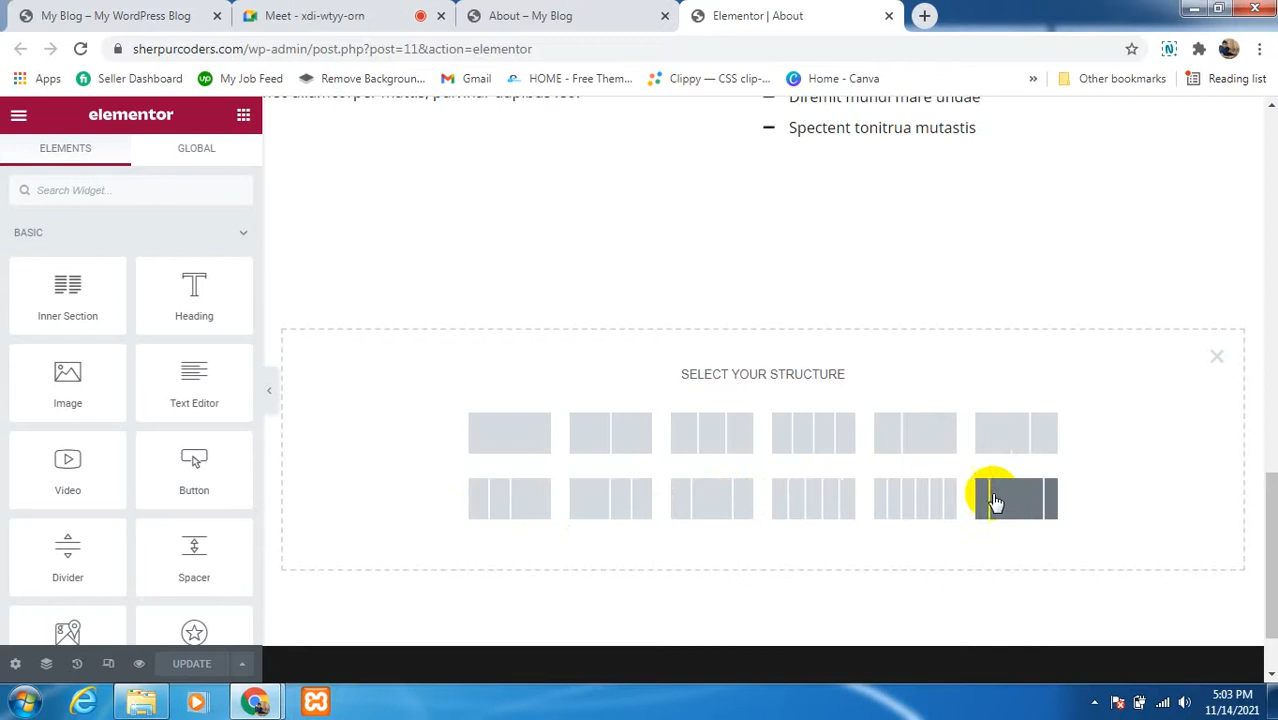 My Blog – My WordPress Blog
Meet - xdi-wtyy-orn
About – My Blog
Elementor | About
sherpurcoders.com/wp-admin/post.php?post=11&action=elementor
Apps
Seller Dashboard
My Job Feed
Remove Backgroun...
Gmail
HOME - Free Them...
Clippy — CSS clip-...
Home - Canva
»
Other bookmarks
Reading list
elementor
ELEMENTS
GLOBAL
Search Widget...
BASIC
Inner Section
Heading
Image
Text Editor
Video
Button
Divider
Spacer
UPDATE
Diremit mundi mare undae
Spectent tonitrua mutastis
SELECT YOUR STRUCTURE
5:03 PM
11/14/2021